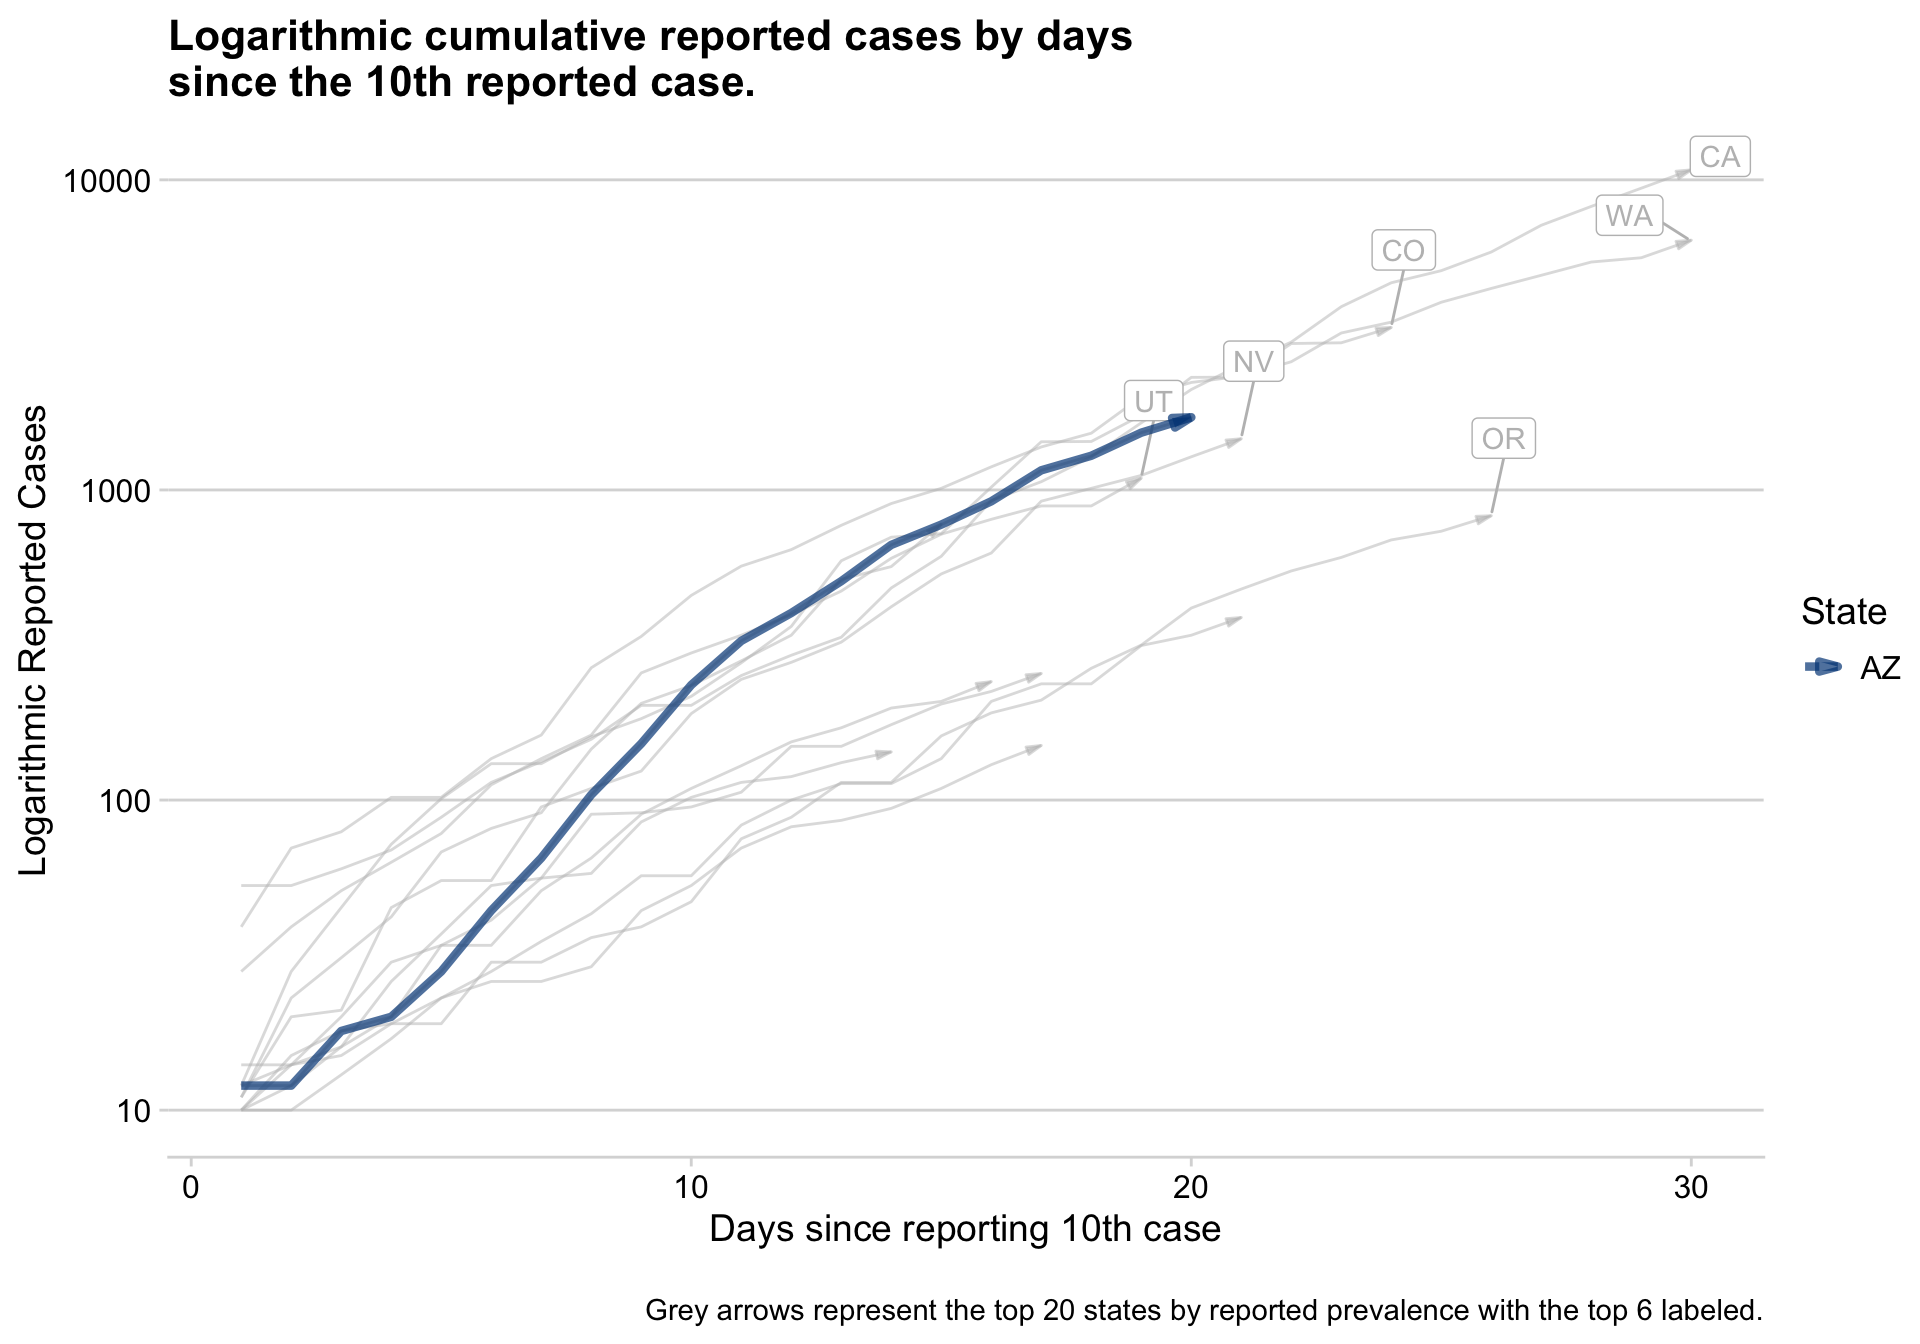 Logarithmic cumulative reported cases by days
since the 10th reported case.
Logarithmic Reported Cases
10000
1000
100
10
CA
WA
CO
NV
UT
OR
State
AZ
0 10 20 30
Days since reporting 10th case
Grey arrows represent the top 20 states by reported prevalence with the top 6 labeled.